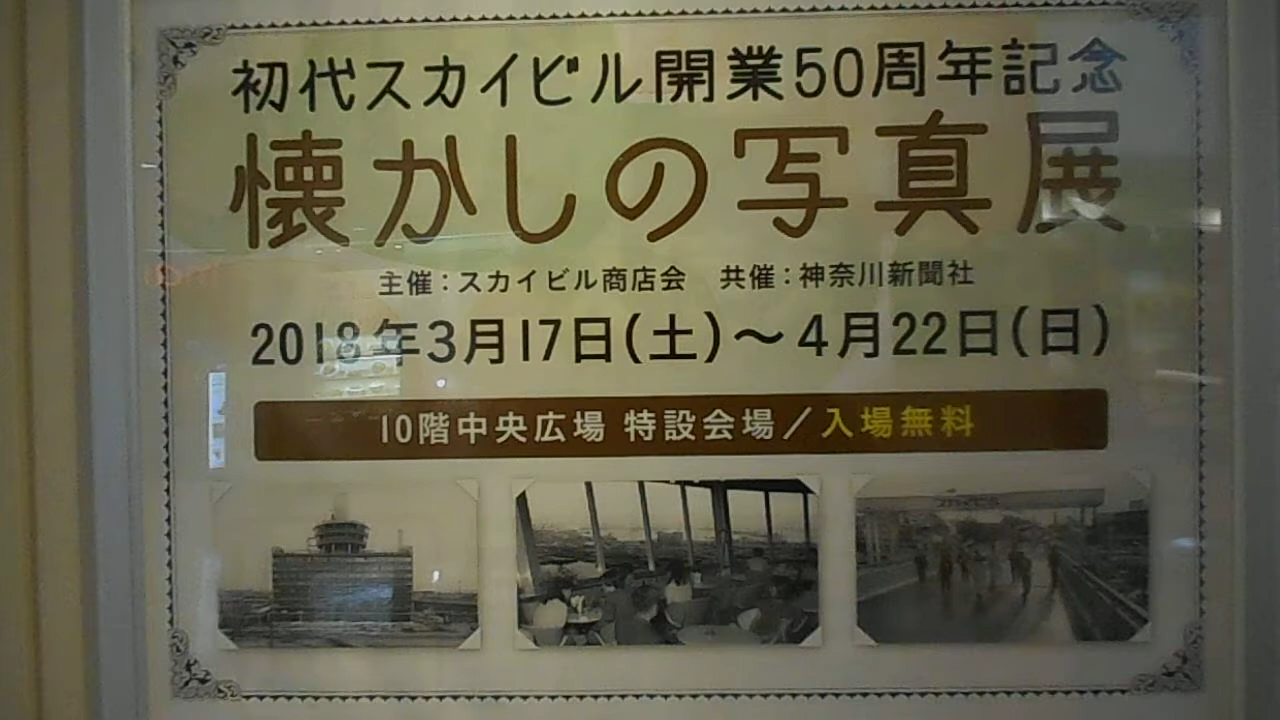 初代スカイビル開業50周年記念
懐かしの写真展
主催：スカイビル商店会　共催：神奈川新聞社
2018年3月17日(土)～4月22日(日)
10階中央広場 特設会場／入場無料